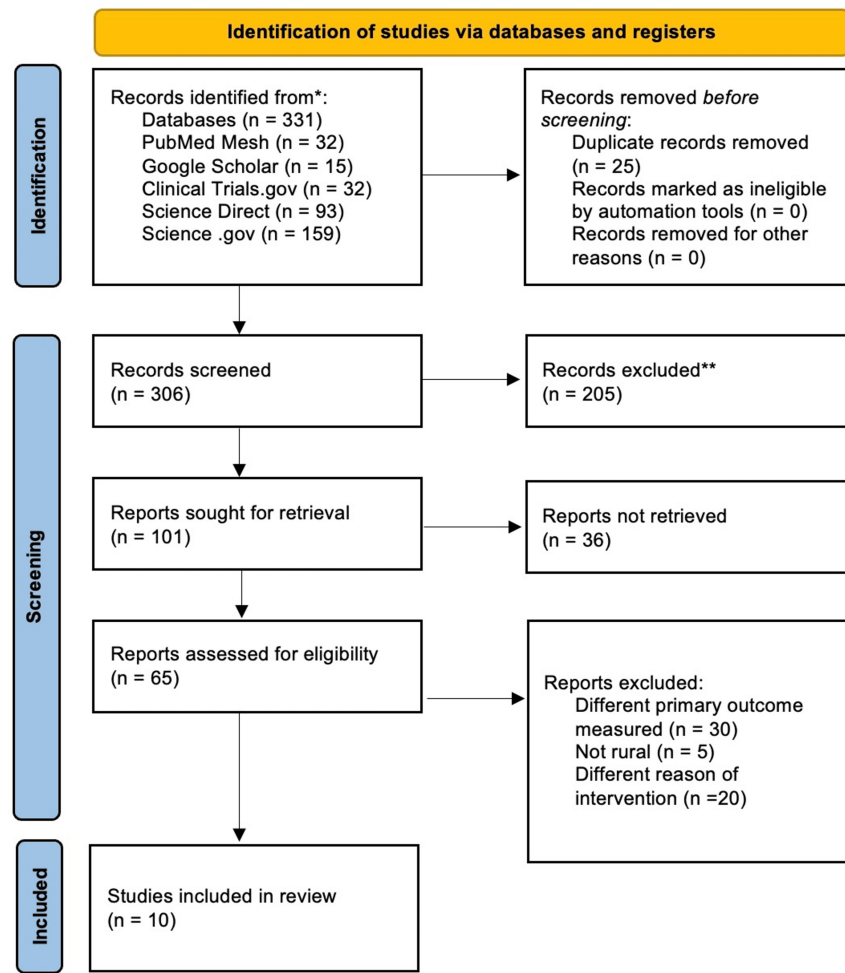 Identification of studies via databases and registers
Identification
Records identified from*:
Databases (n = 331)
PubMed Mesh (n = 32)
Google Scholar (n = 15)
Clinical Trials.gov (n = 32)
Science Direct (n = 93)
Science .gov (n = 159)
Records removed before
screening:
Duplicate records removed
(n = 25)
Records marked as ineligible
by automation tools (n = 0)
Records removed for other
reasons (n = 0)
Screening
Records screened
(n = 306)
Records excluded**
(n = 205)
Reports sought for retrieval
(n = 101)
Reports not retrieved
(n = 36)
Reports assessed for eligibility
(n = 65)
Reports excluded:
Different primary outcome
measured (n = 30)
Not rural (n = 5)
Different reason of
intervention (n =20)
Included
Studies included in review
(n = 10)